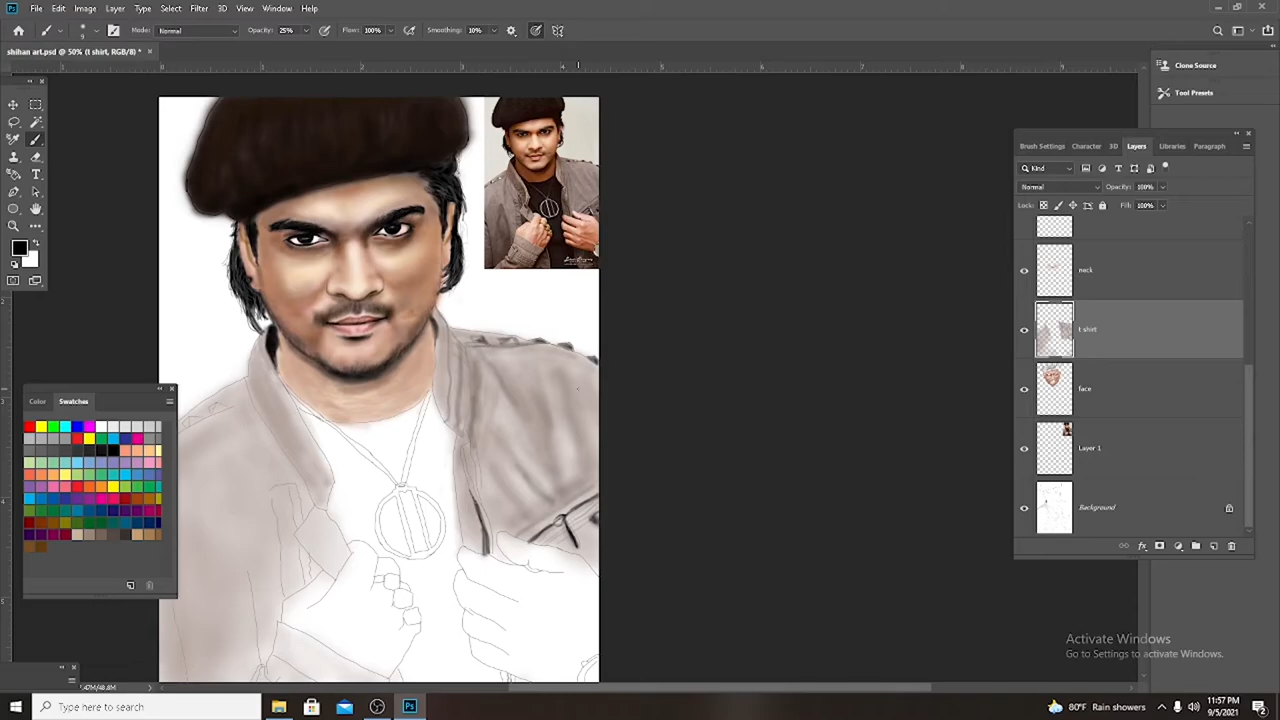 Ps File Edit Image Layer Type Select Filter 3D View Window Help
Mode: Normal Opacity: 25% Flow: 100% Smoothing: 10%
shihan art.psd @ 50% (t shirt, RGB/8) *
Clone Source
Tool Presets
Brush Settings Character 3D Layers Libraries Paragraph
Kind
Normal Opacity: 100%
Lock: Fill: 100%
neck
t shirt
face
Layer 1
Background
fx
Color Swatches
Activate Windows
Go to Settings to activate Windows.
Type here to search
Ps
80°F Rain showers
11:57 PM
9/5/2021